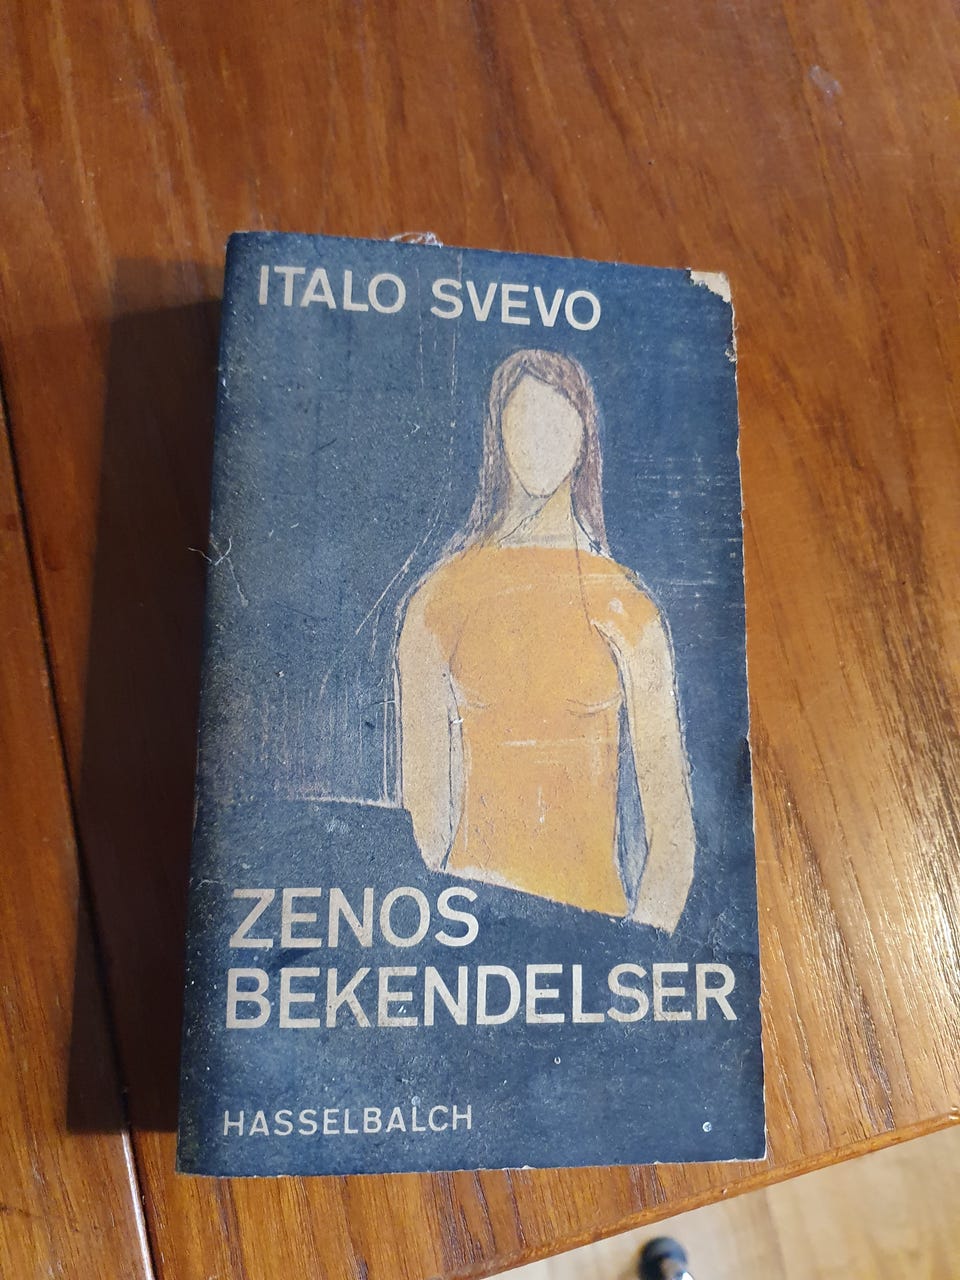 ITALO SVEVO
ZENOS
BEKENDELSER
HASSELBALCH